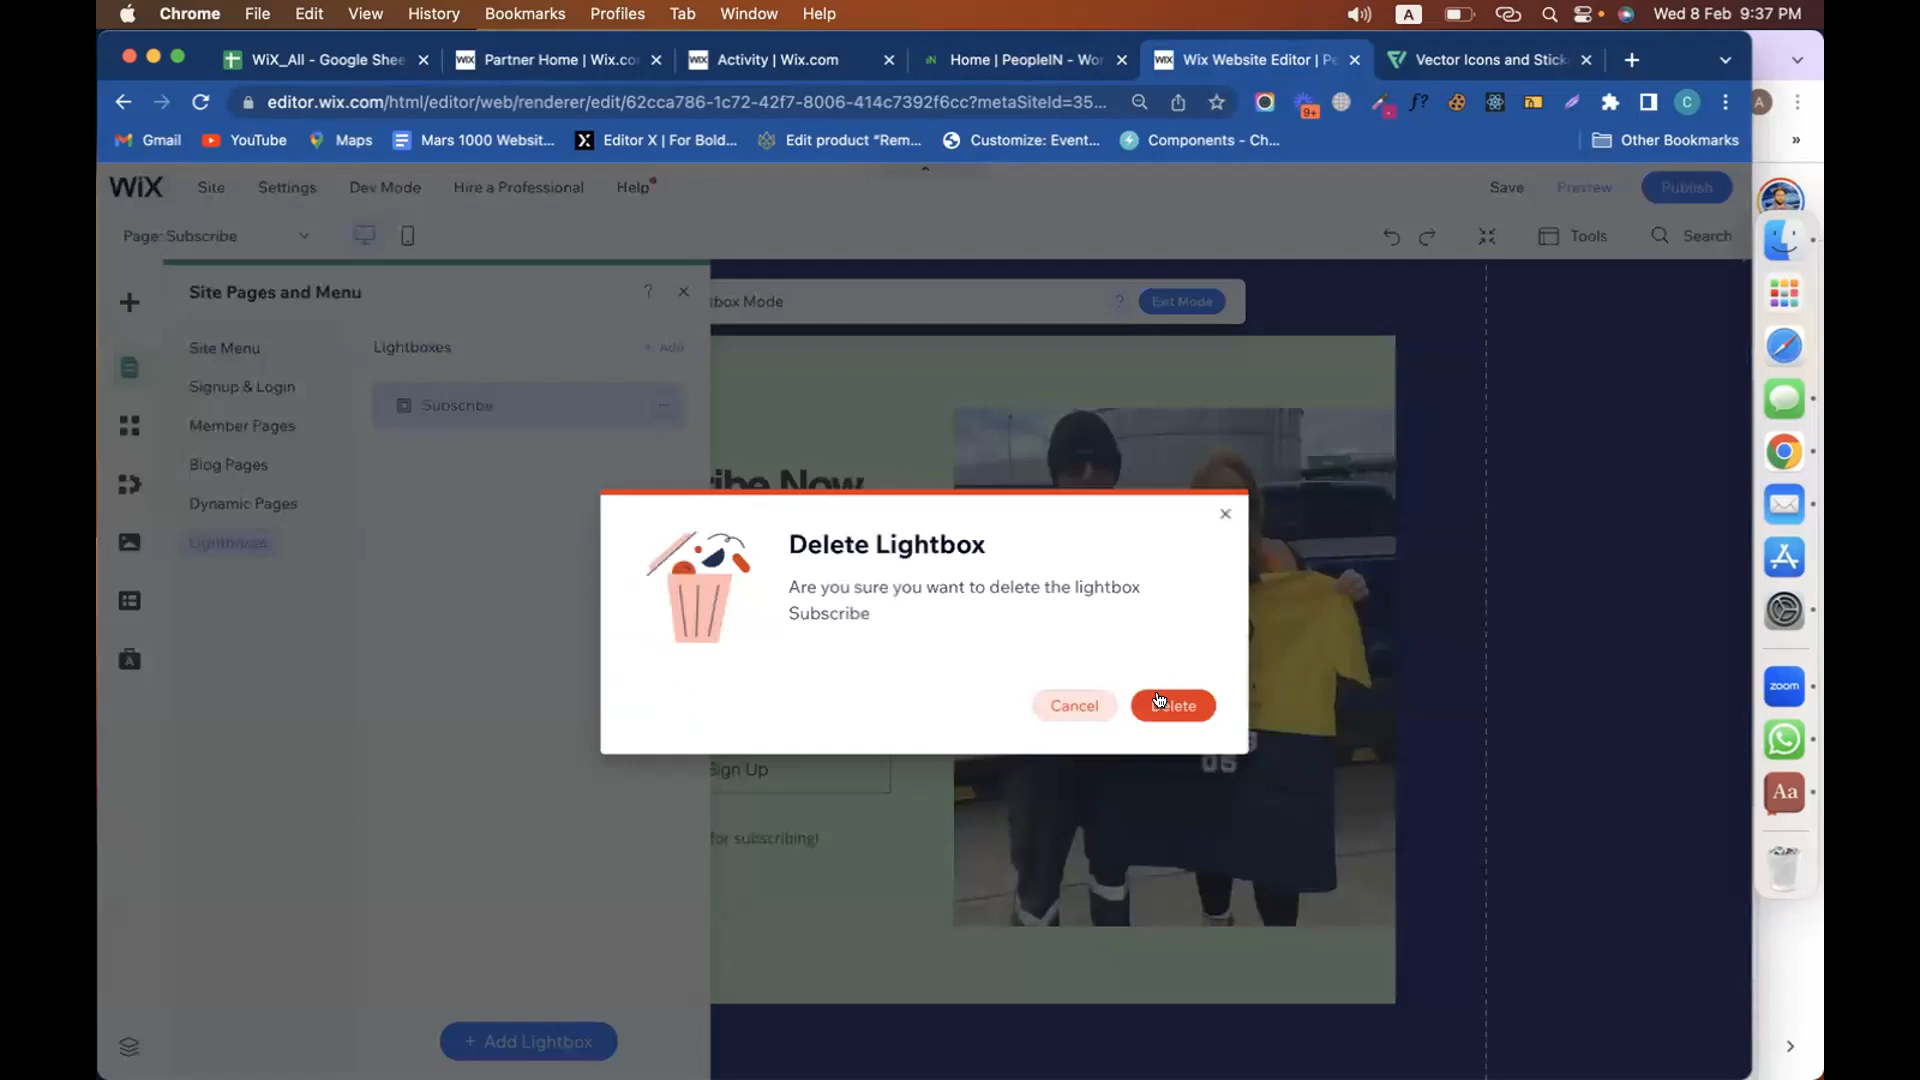 Chrome File Edit View History Bookmarks Profiles Tab Window Help A Wed 8 Feb 9:37 PM
WiX_All - Google Shee Partner Home | Wix.co Activity | Wix.com Home | PeopleIN - Wo Wix Website Editor | Pe Vector Icons and Stick
editor.wix.com/html/editor/web/renderer/edit/62cca786-1c72-42f7-8006-414c7392f6cc?metaSiteId=35... 9+ f? C A
Gmail YouTube Maps Mars 1000 Websit... Editor X | For Bold... Edit product “Rem... Customize: Event... Components - Ch... Other Bookmarks »
WiX Site Settings Dev Mode Hire a Professional Help Save Preview Publish
Page: Subscribe Tools Search
Site Pages and Menu ?
tbox Mode ? Exit Mode
Site Menu
Lightboxes + Add
Signup & Login
Subscribe ...
Member Pages
Blog Pages
Dynamic Pages
Lightboxes
ribe Now
Delete Lightbox
Are you sure you want to delete the lightbox
Subscribe
Cancel Delete
Sign Up
for subscribing!
+ Add Lightbox
zoom
Aa